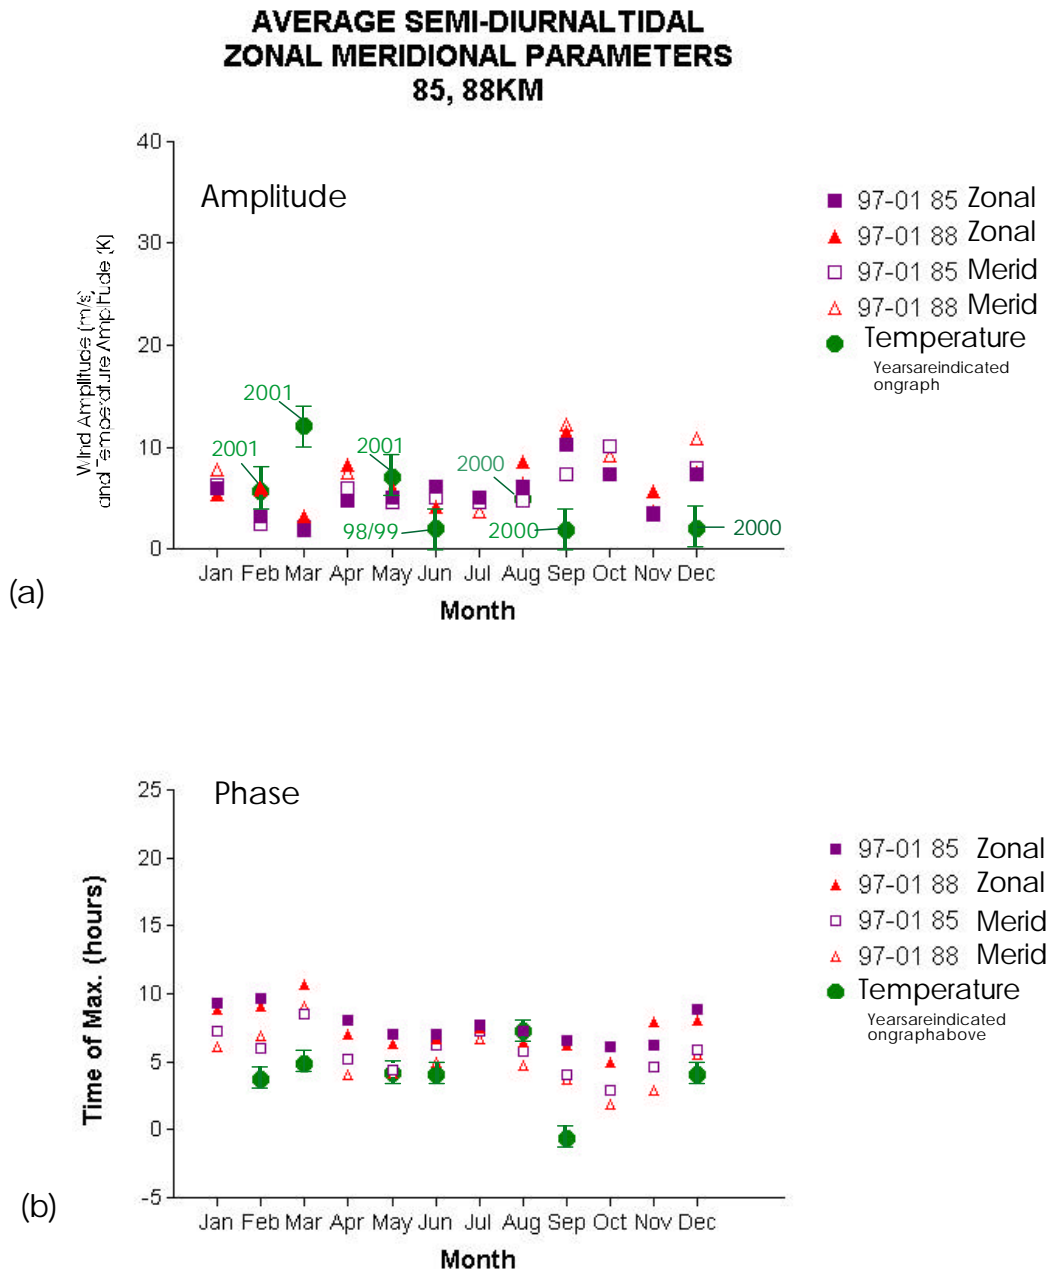 AVERAGE SEMI-DIURNALTIDAL
ZONAL MERIDIONAL PARAMETERS
85, 88KM
40
30
20
10
0
Amplitude
Wind Amplitude (m/s)
and Temperature Amplitude (K)
97-01 85 Zonal
97-01 88 Zonal
97-01 85 Merid
97-01 88 Merid
Temperature
Yearsareindicated
ongraph
2001
2001
2001
2000
98/99
2000
2000
Jan Feb Mar Apr May Jun Jul Aug Sep Oct Nov Dec
Month
(a)
25
20
15
10
5
0
-5
Phase
Time of Max. (hours)
97-01 85 Zonal
97-01 88 Zonal
97-01 85 Merid
97-01 88 Merid
Temperature
Yearsareindicated
ongraphabove
Jan Feb Mar Apr May Jun Jul Aug Sep Oct Nov Dec
Month
(b)